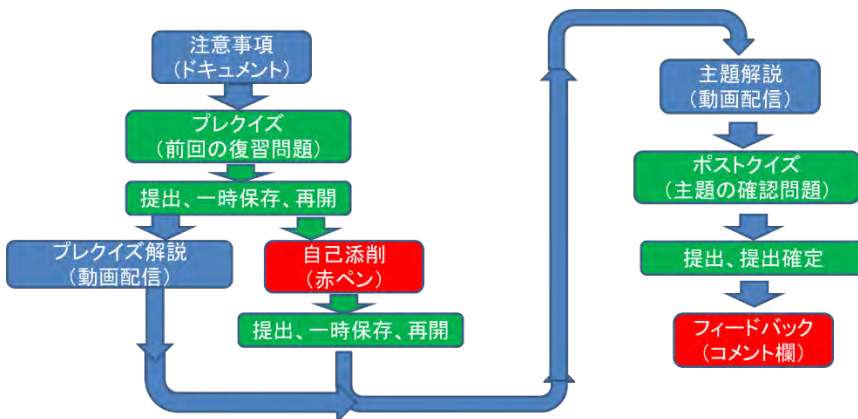 注意事項
(ドキュメント)
プレクイズ
(前回の復習問題)
提出、一時保存、再開
プレクイズ解説
(動画配信)
自己添削
(赤ペン)
提出、一時保存、再開
主題解説
(動画配信)
ポストクイズ
(主題の確認問題)
提出、提出確定
フィードバック
(コメント欄)